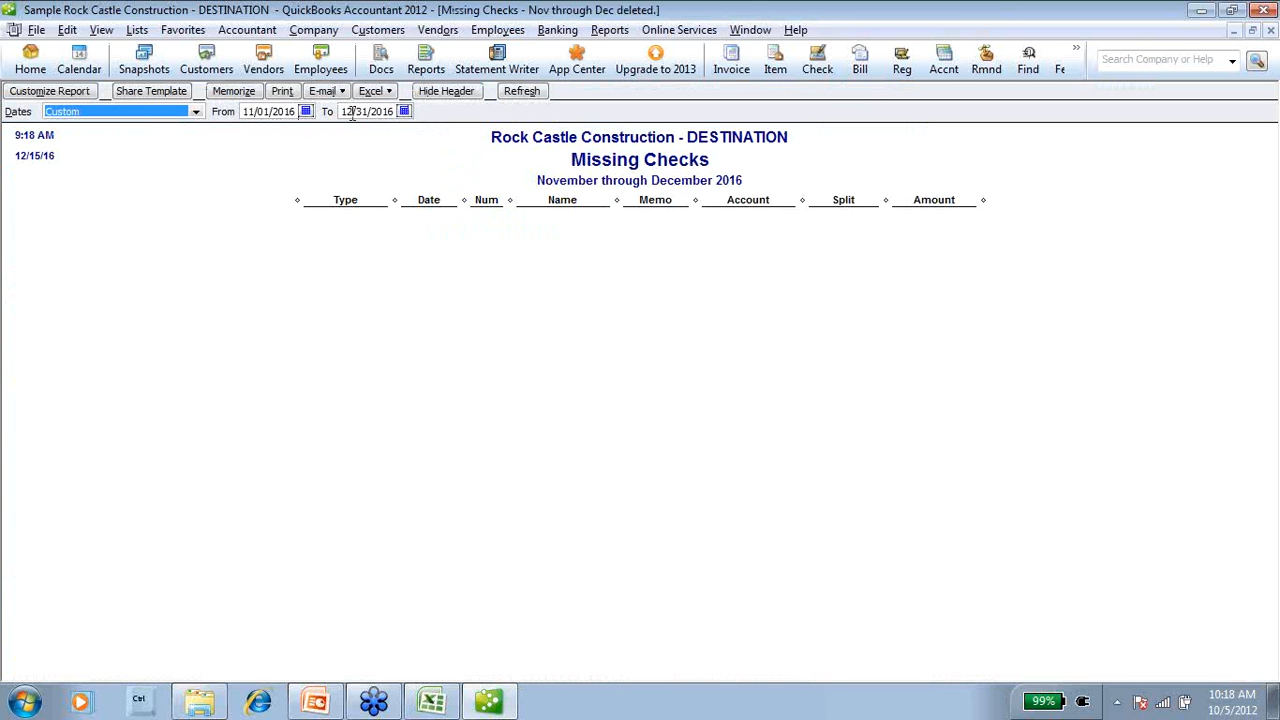 Sample Rock Castle Construction - DESTINATION - QuickBooks Accountant 2012 - [Missing Checks - Nov through Dec deleted.]
File Edit View Lists Favorites Accountant Company Customers Vendors Employees Banking Reports Online Services Window Help
Home Calendar Snapshots Customers Vendors Employees Docs Reports Statement Writer App Center Upgrade to 2013 Invoice Item Check Bill Reg Accnt Rmnd Find Fe
Search Company or Help
Customize Report Share Template Memorize Print E-mail Excel Hide Header Refresh
Dates Custom From 11/01/2016 To 12/31/2016
9:18 AM
12/15/16
Rock Castle Construction - DESTINATION
Missing Checks
November through December 2016
Type Date Num Name Memo Account Split Amount
Ctrl
99%
10:18 AM
10/5/2012